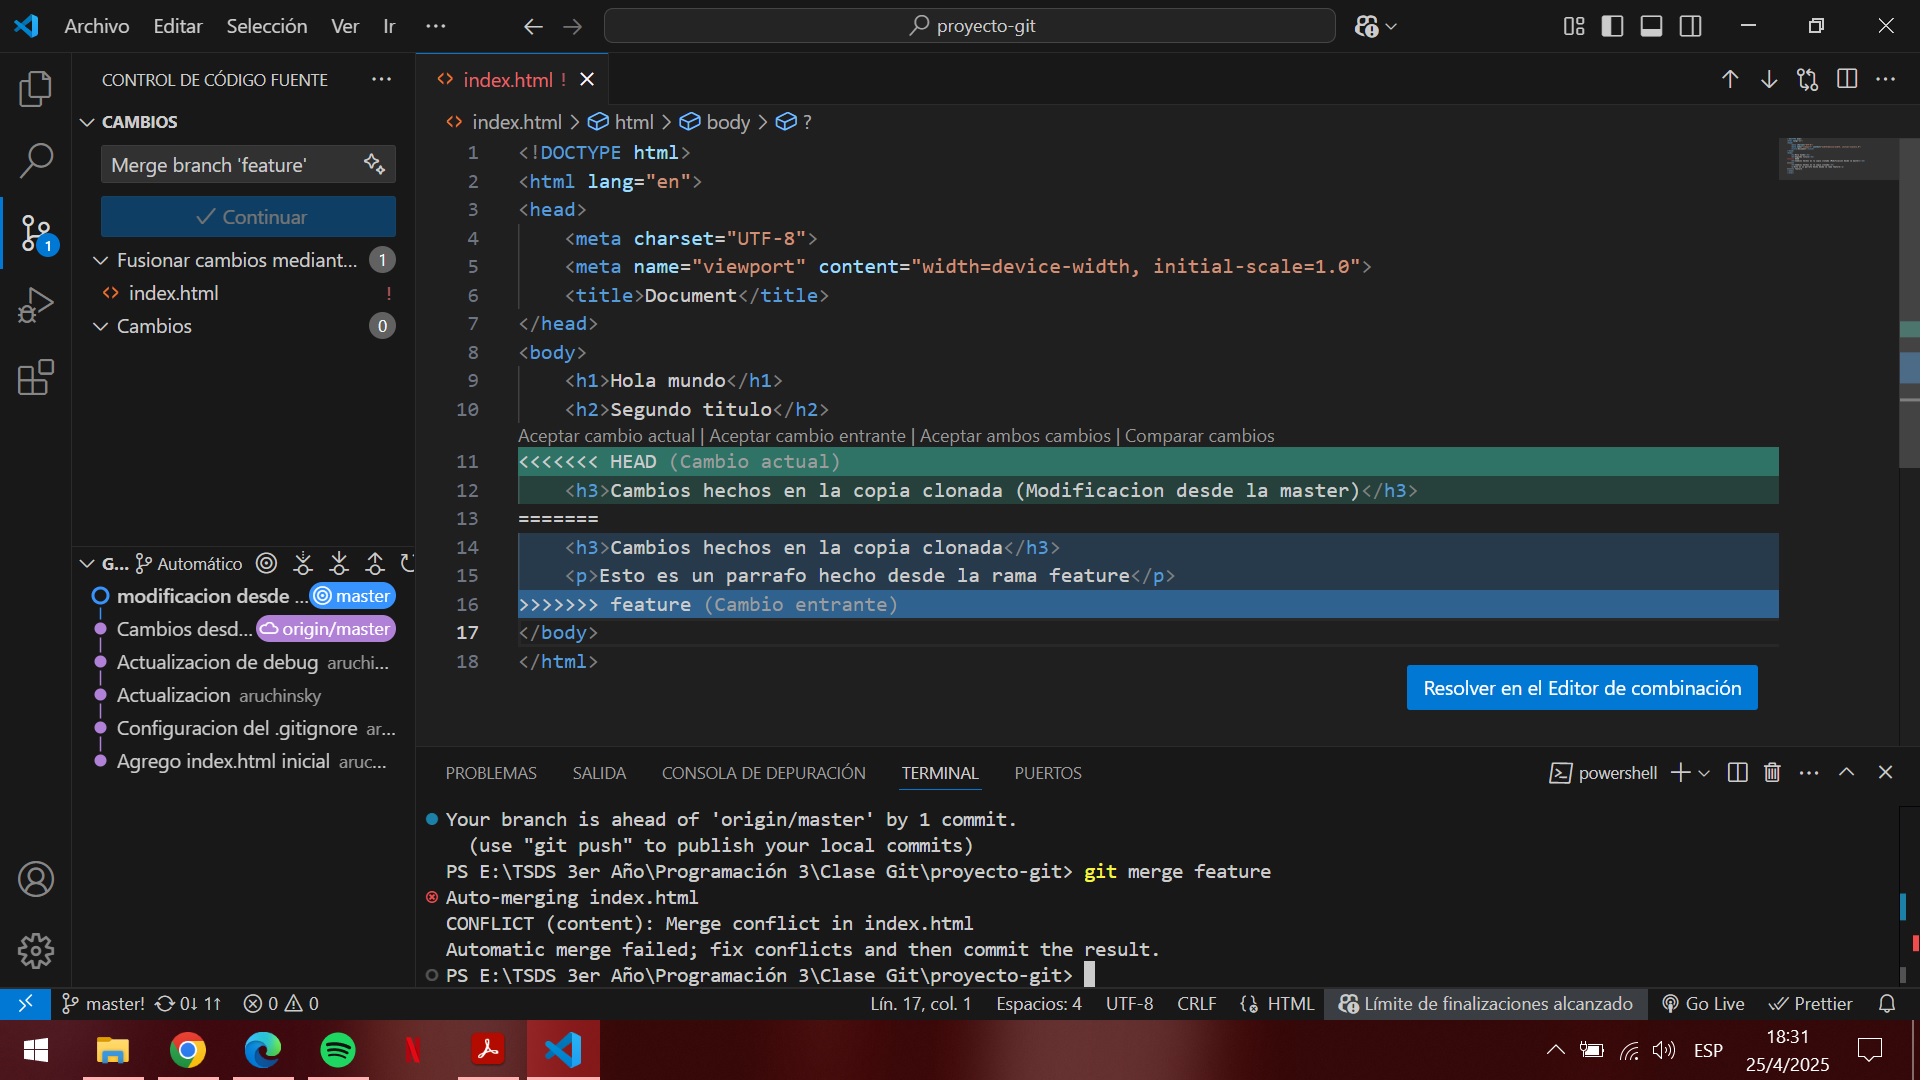 Archivo Editar Selección Ver Ir ··· proyecto-git
CONTROL DE CÓDIGO FUENTE ···
CAMBIOS
Merge branch 'feature'
Continuar
Fusionar cambios mediant... 1
index.html !
Cambios 0
G... Automático
modificacion desde ... master
Cambios desd... origin/master
Actualizacion de debug aruchi...
Actualizacion aruchinsky
Configuracion del .gitignore ar...
Agrego index.html inicial aruc...
1
index.html !
index.html > html > body > ?
1 <!DOCTYPE html>
2 <html lang="en">
3 <head>
4 <meta charset="UTF-8">
5 <meta name="viewport" content="width=device-width, initial-scale=1.0">
6 <title>Document</title>
7 </head>
8 <body>
9 <h1>Hola mundo</h1>
10 <h2>Segundo titulo</h2>
Aceptar cambio actual | Aceptar cambio entrante | Aceptar ambos cambios | Comparar cambios
11 <<<<<<< HEAD (Cambio actual)
12 <h3>Cambios hechos en la copia clonada (Modificacion desde la master)</h3>
13 =======
14 <h3>Cambios hechos en la copia clonada</h3>
15 <p>Esto es un parrafo hecho desde la rama feature</p>
16 >>>>>>> feature (Cambio entrante)
17 </body>
18 </html>
Resolver en el Editor de combinación
PROBLEMAS SALIDA CONSOLA DE DEPURACIÓN TERMINAL PUERTOS powershell
Your branch is ahead of 'origin/master' by 1 commit.
(use "git push" to publish your local commits)
PS E:\TSDS 3er Año\Programación 3\Clase Git\proyecto-git> git merge feature
Auto-merging index.html
CONFLICT (content): Merge conflict in index.html
Automatic merge failed; fix conflicts and then commit the result.
PS E:\TSDS 3er Año\Programación 3\Clase Git\proyecto-git>
master! 0↓ 1↑ 0 0 Lín. 17, col. 1 Espacios: 4 UTF-8 CRLF HTML Límite de finalizaciones alcanzado Go Live Prettier
ESP
18:31
25/4/2025